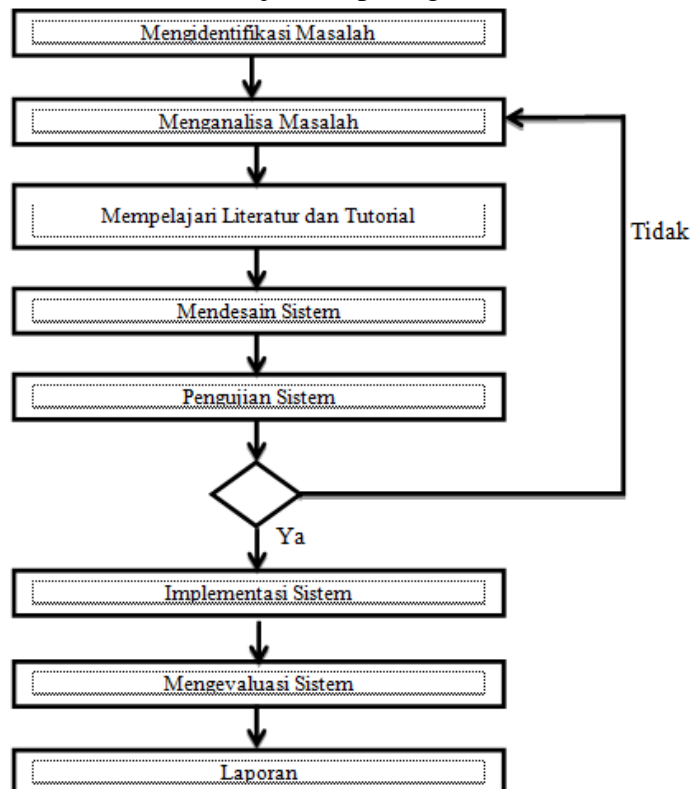 Mengidentifikasi Masalah
Menganalisa Masalah
Mempelajari Literatur dan Tutorial
Tidak
Mendesain Sistem
Pengujian Sistem
Ya
Implementasi Sistem
Mengevaluasi Sistem
Laporan